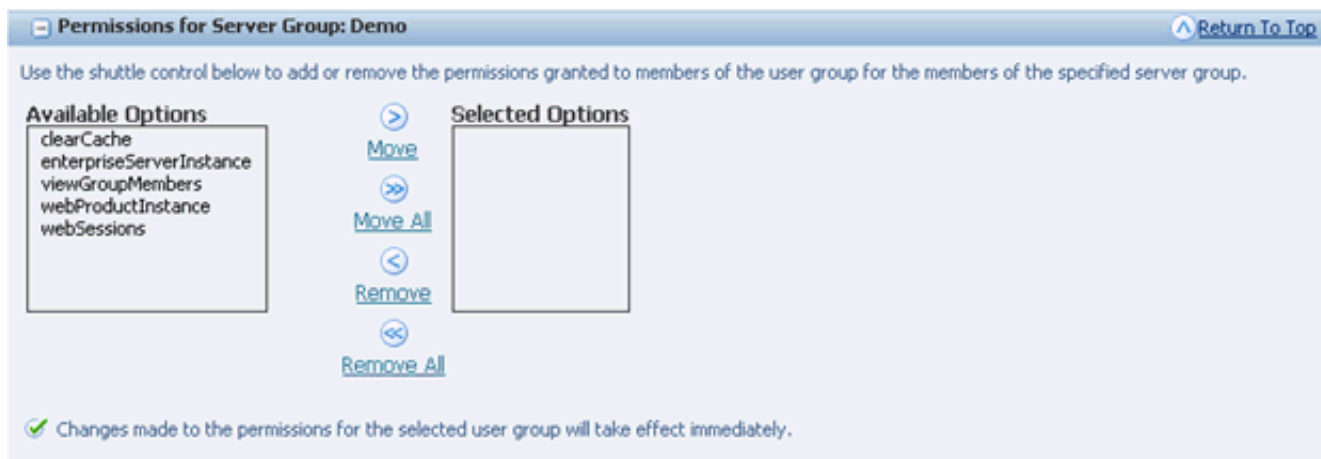 Permissions for Server Group: Demo
Return To Top
Use the shuttle control below to add or remove the permissions granted to members of the user group for the members of the specified server group.
Available Options
clearCache
enterpriseServerInstance
viewGroupMembers
webProductInstance
webSessions
Move
Move All
Remove
Remove All
Selected Options
Changes made to the permissions for the selected user group will take effect immediately.